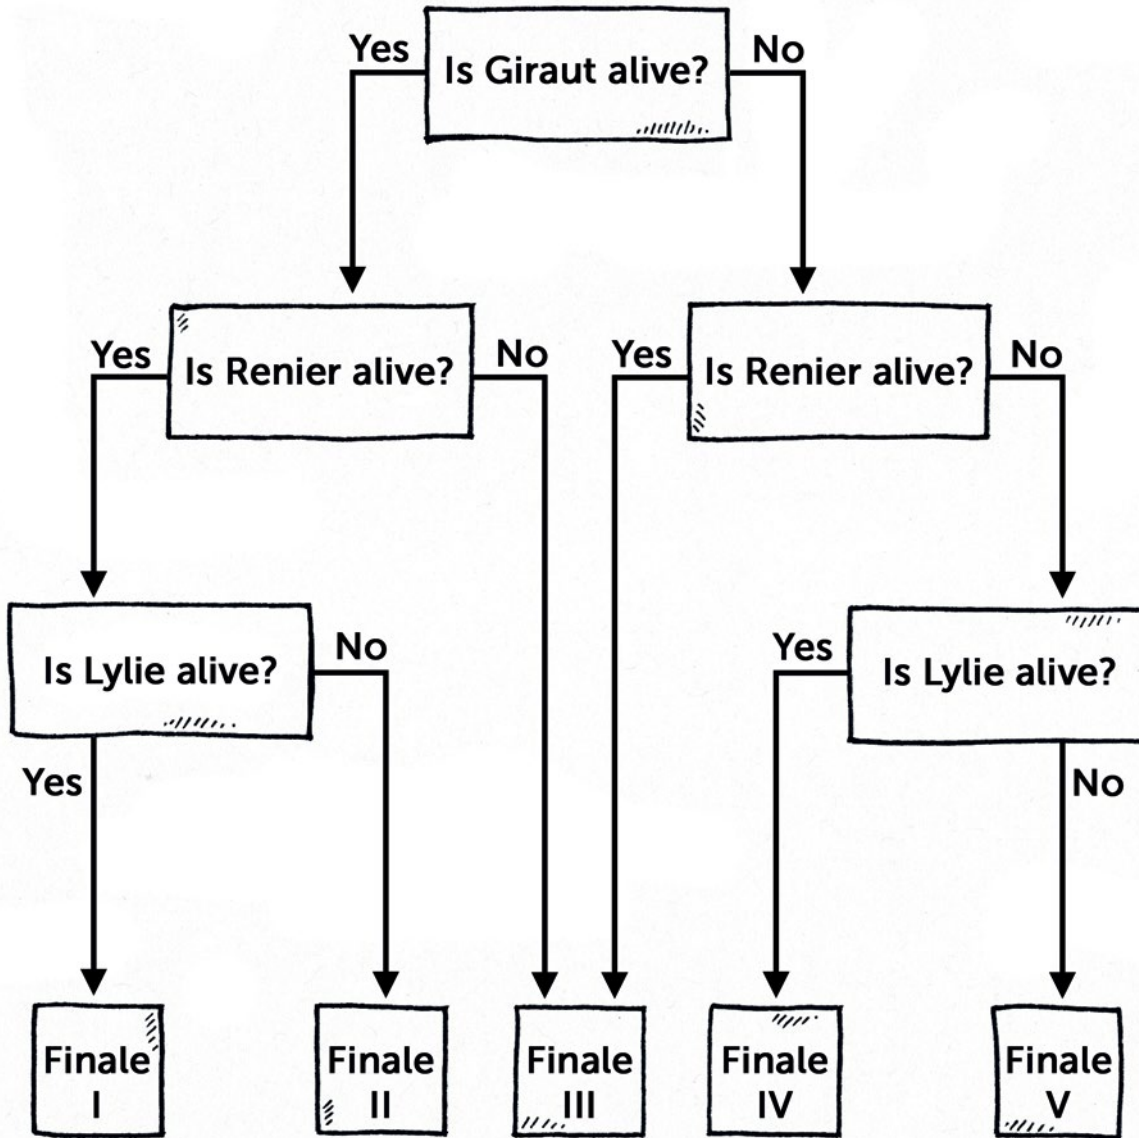 Is Giraut alive?
Yes
No
Is Renier alive?
Yes
No
Is Renier alive?
Yes
No
Is Lylie alive?
Yes
No
Is Lylie alive?
Yes
No
Finale
I
Finale
II
Finale
III
Finale
IV
Finale
V